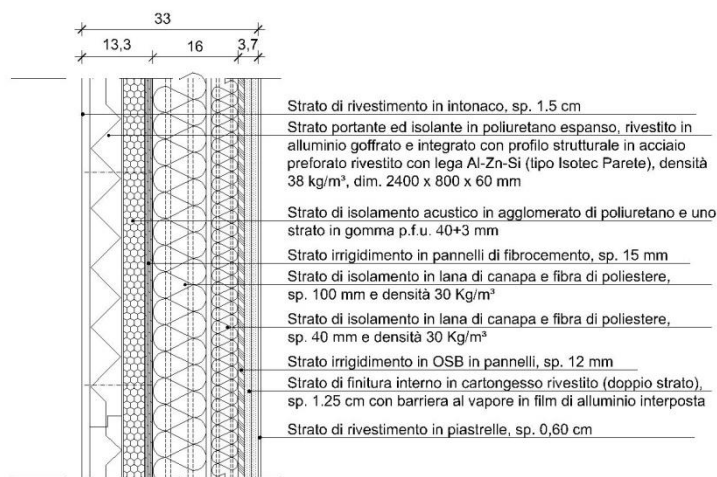 33
13,3 16 3,7
Strato di rivestimento in intonaco, sp. 1.5 cm
Strato portante ed isolante in poliuretano espanso, rivestito in
alluminio goffrato e integrato con profilo strutturale in acciaio
preforato rivestito con lega Al-Zn-Si (tipo Isotec Parete), densità
38 kg/m³, dim. 2400 x 800 x 60 mm
Strato di isolamento acustico in agglomerato di poliuretano e uno
strato in gomma p.f.u. 40+3 mm
Strato irrigidimento in pannelli di fibrocemento, sp. 15 mm
Strato di isolamento in lana di canapa e fibra di poliestere,
sp. 100 mm e densità 30 Kg/m³
Strato di isolamento in lana di canapa e fibra di poliestere,
sp. 40 mm e densità 30 Kg/m³
Strato irrigidimento in OSB in pannelli, sp. 12 mm
Strato di finitura interno in cartongesso rivestito (doppio strato),
sp. 1.25 cm con barriera al vapore in film di alluminio interposta
Strato di rivestimento in piastrelle, sp. 0,60 cm